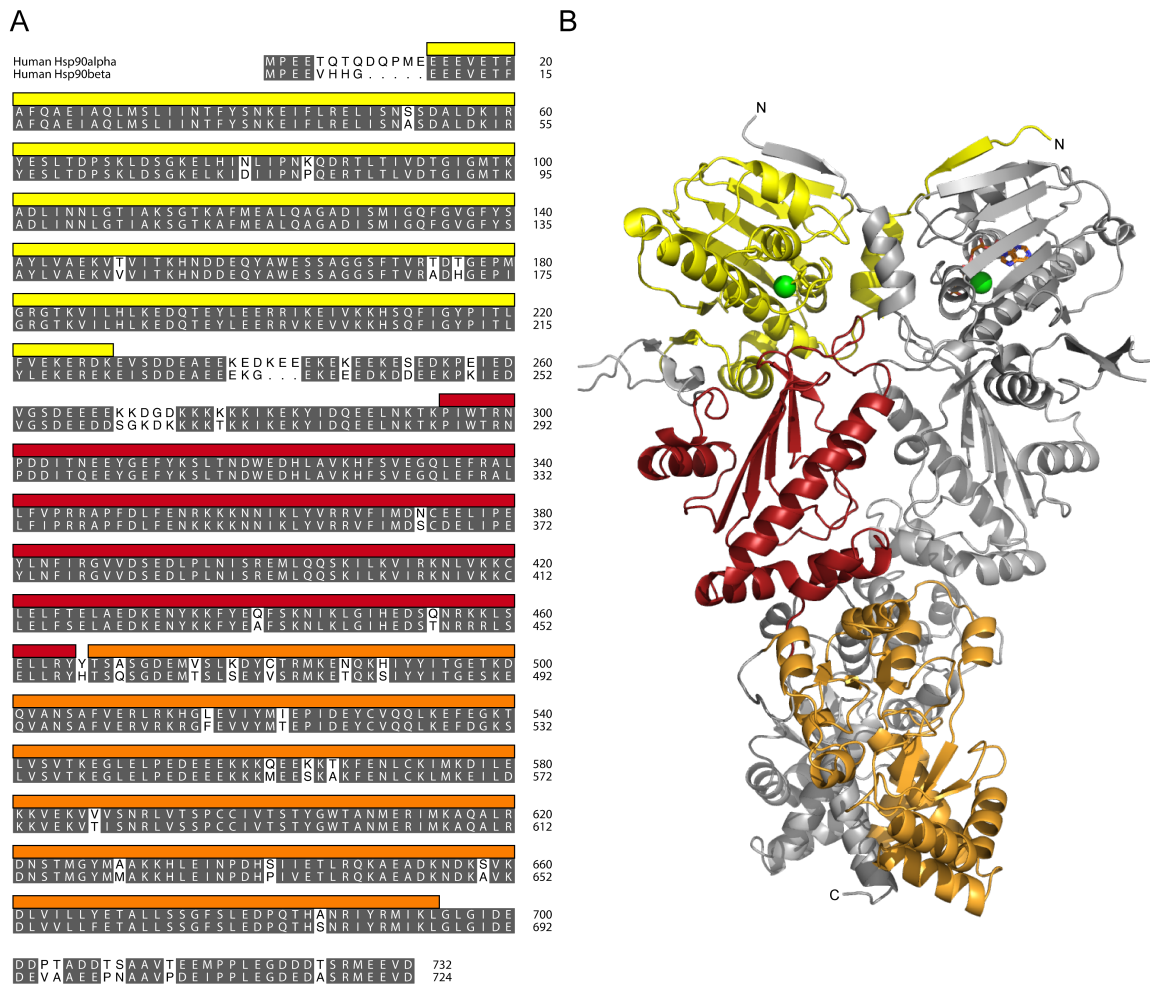 A
B
Human Hsp90alpha MPEETQTQDQPMEEEEVETF 20
Human Hsp90beta MPEEVHHG.....EEEVETF 15
AFQAEIAQLMSLIINTFYSNKEIFLRELISNSSDALDKIR 60
AFQAEIAQLMSLIINTFYSNKEIFLRELISNASDALDKIR 55
YESLTDPSKLDSGKELHINLIPNKQDRTLTIVDTGIGMTK 100
YESLTDPSKLDSGKELKIDIIPNPQERTLTLVDTGIGMTK 95
ADLINNLGTIAKSGTKAFMEALQAGADISMIGQFGVGFYS 140
ADLINNLGTIAKSGTKAFMEALQAGADISMIGQFGVGFYS 135
AYLVAEKVTVITKHNDDEQYAWESSAGGSFTVRTDTGEPM 180
AYLVAEKVVVITKHNDDEQYAWESSAGGSFTVRADHGEPI 175
GRGTKVILHLKEDQTEYLEERRIKEIVKKHSQFIGYPITL 220
GRGTKVILHLKEDQTEYLEERRVKEVVKKHSQFIGYPITL 215
FVEKERDKEVSDDEAEEKEDKEEEKEKEEKESEDKPEIED 260
YLEKEREKEISDDEAEEEKG...EKEEEDKDDEEKPKIED 252
VGSDEEEEKKDGDKKKKKKIKEKYIDQEELNKTKPIWTRN 300
VGSDEEDDSGKDKKKKTKKIKEKYIDQEELNKTKPIWTRN 292
PDDITNEEYGEFYKSLTNDWEDHLAVKHFSVEGQLEFRAL 340
PDDITQEEYGEFYKSLTNDWEDHLAVKHFSVEGQLEFRAL 332
LFVPRRAPFDLFENRKKKNNIKLYVRRVFIMDNCEELIPE 380
LFIPRRAPFDLFENKKKKNNIKLYVRRVFIMDSCDELIPE 372
YLNFIRGVVDSEDLPLNISREMLQQSKILKVIRKNLVKKC 420
YLNFIRGVVDSEDLPLNISREMLQQSKILKVIRKNLVKKC 412
LELFTELAEDKENYKKFYEQFSKNIKLGIHEDSQNRKKLS 460
LELFSELAEDKENYKKFYEAFSKNLKLGIHEDSTNRRRLS 452
ELLRYYTSASGDEMVSLKDYCTRMKENQKHIYYITGETKD 500
ELLRYHTSQSGDEMTSLSEYVSRMKETQKSIYYITGESKE 492
QVANSAFVERLRKHGLEVIYMIEPIDEYCVQQLKEFEGKT 540
QVANSAFVERVRKRGFEVVYMTEPIDEYCVQQLKEFDGKS 532
LVSVTKEGLELPEDEEEKKKQEEKKTKFENLCKIMKDILE 580
LVSVTKEGLELPEDEEEKKKMEESKAKFENLCKLMKEILD 572
KKVEKVVVSNRLVTSPCCIVTSTYGWTANMERIMKAQALR 620
KKVEKVTISNRLVSSPCCIVTSTYGWTANMERIMKAQALR 612
DNSTMGYMAAKKHLEINPDHSIIETLRQKAEADKNDKSVK 660
DNSTMGYMMAKKHLEINPDHPIVETLRQKAEADKNDKAVK 652
DLVILLYETALLSSGFSLEDPQTHANRIYRMIKLGLGIDE 700
DLVVLLFETALLSSGFSLEDPQTHSNRIYRMIKLGLGIDE 692
DDPTADDTSAAVTEEMPPLEGDDDTSRMEEVD 732
DEVAAEEPNAAVPDEIPPLEGDEDASRMEEVD 724
N
N
C